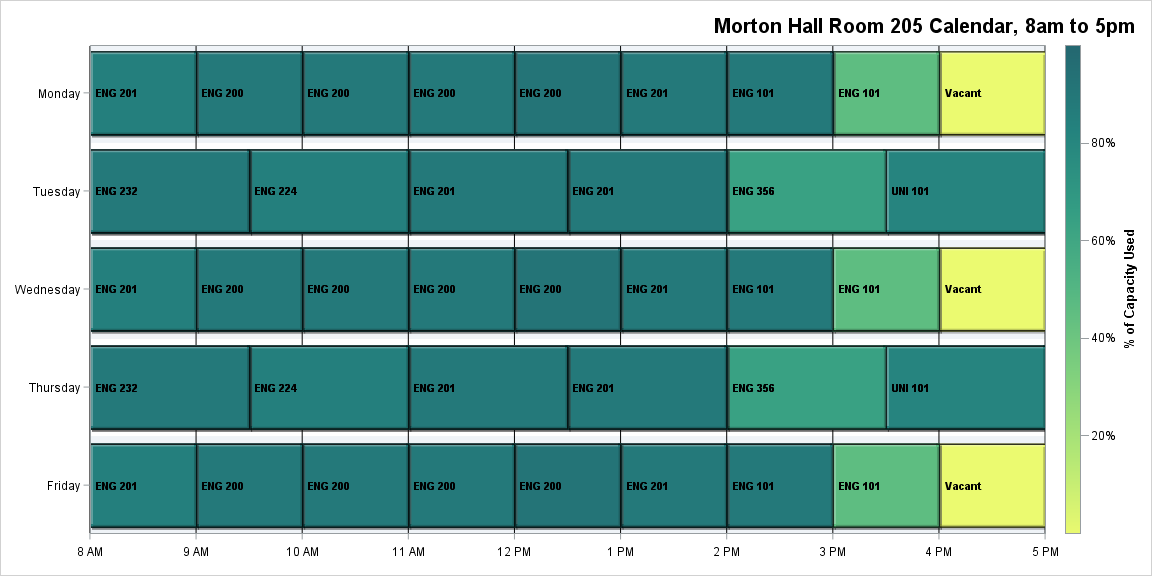 Morton Hall Room 205 Calendar, 8am to 5pm
Monday ENG 201 ENG 200 ENG 200 ENG 200 ENG 200 ENG 201 ENG 101 ENG 101 Vacant
80%
Tuesday ENG 232 ENG 224 ENG 201 ENG 201 ENG 356 UNI 101
60%
Wednesday ENG 201 ENG 200 ENG 200 ENG 200 ENG 200 ENG 201 ENG 101 ENG 101 Vacant
% of Capacity Used
40%
Thursday ENG 232 ENG 224 ENG 201 ENG 201 ENG 356 UNI 101
20%
Friday ENG 201 ENG 200 ENG 200 ENG 200 ENG 200 ENG 201 ENG 101 ENG 101 Vacant
8 AM 9 AM 10 AM 11 AM 12 PM 1 PM 2 PM 3 PM 4 PM 5 PM